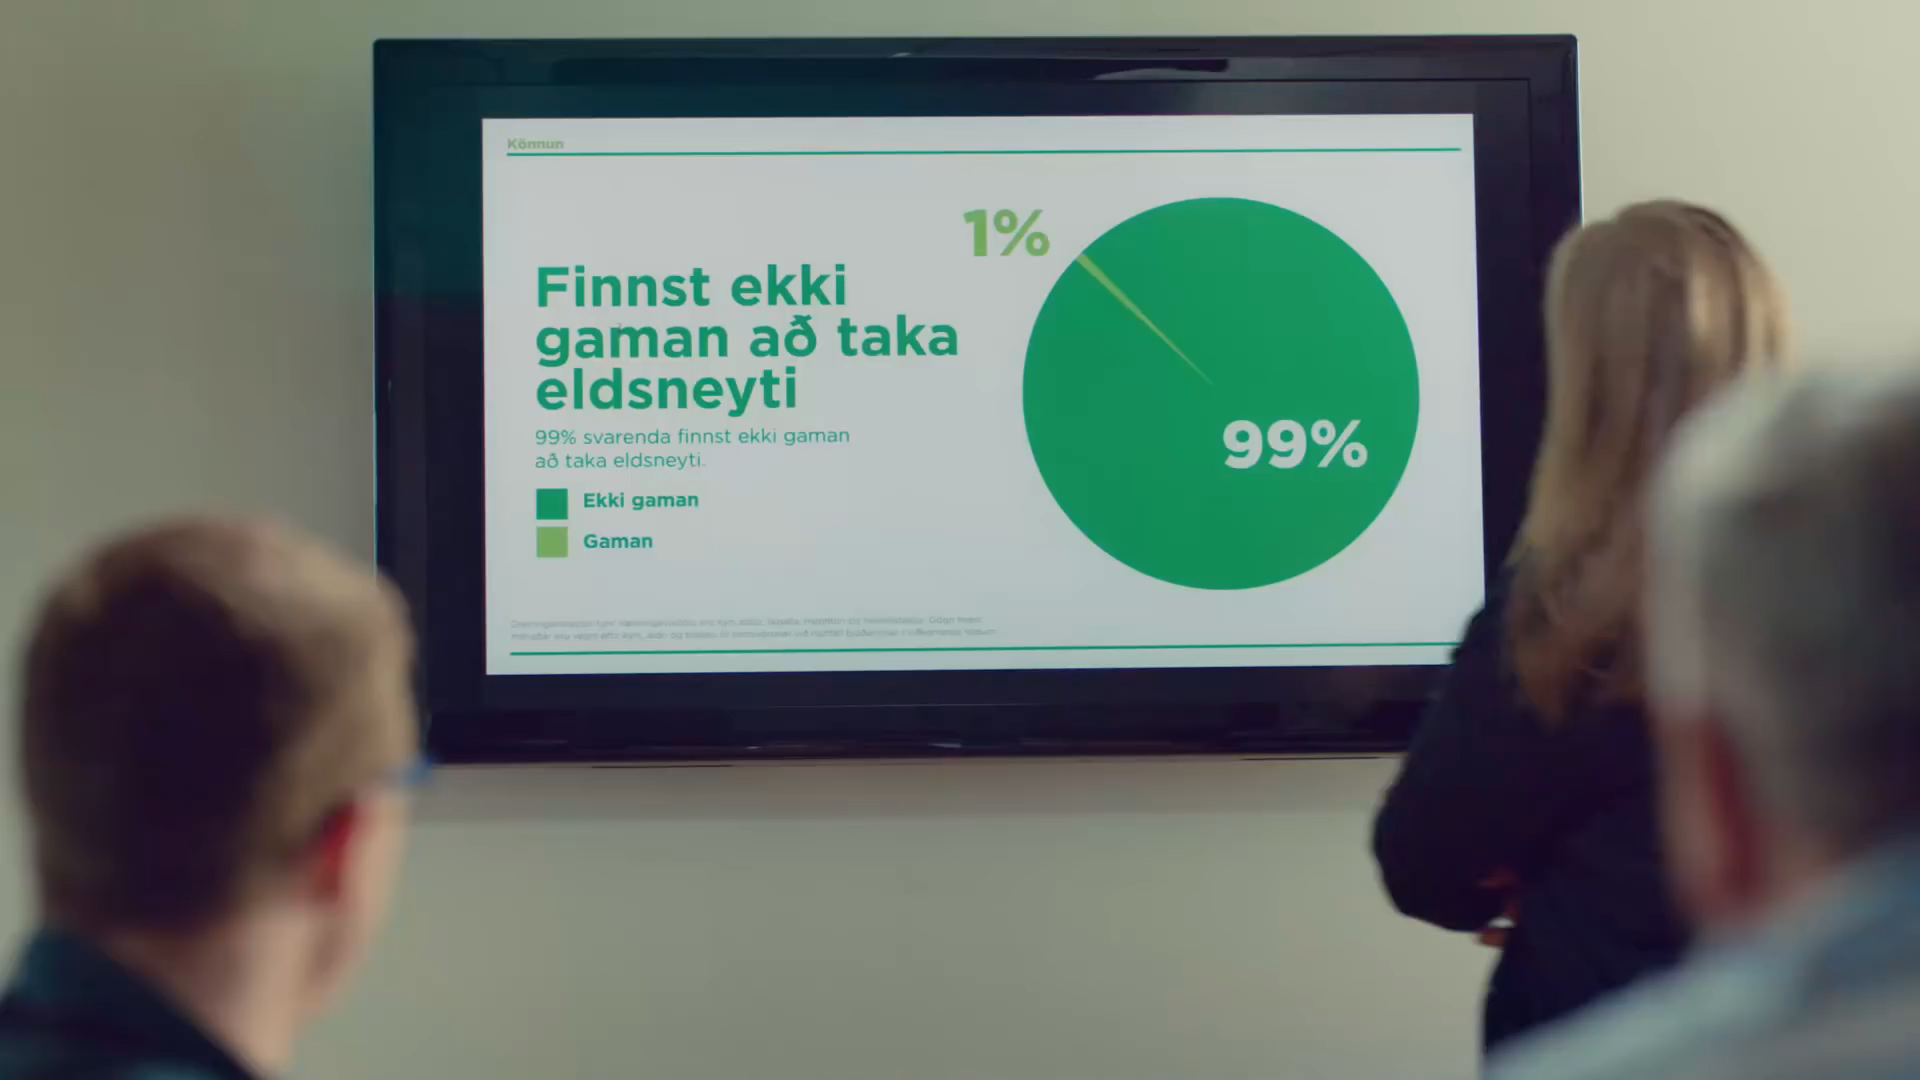 Könnun
1%
Finnst ekki
gaman að taka
eldsneyti
99% svarenda finnst ekki gaman
að taka eldsneyti.
Ekki gaman
Gaman
99%